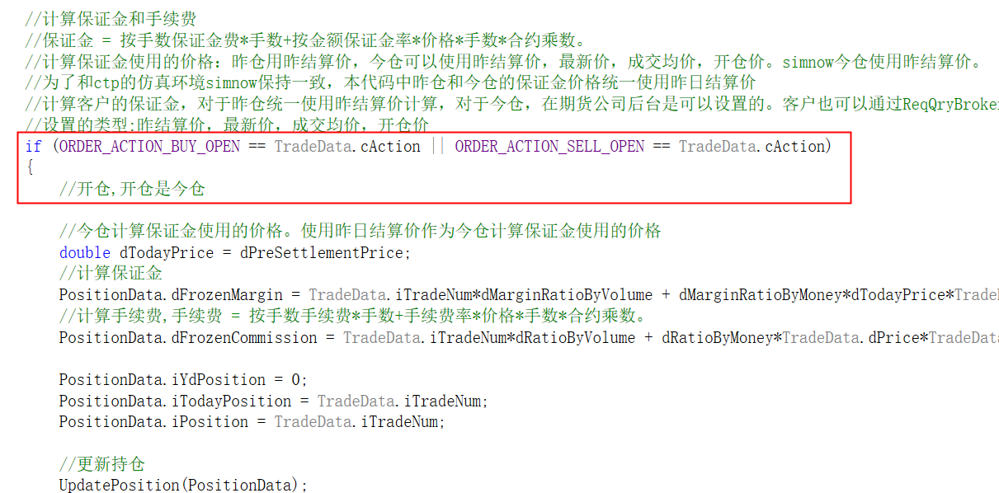 //计算保证金和手续费
//保证金 = 按手数保证金费*手数+按金额保证金率*价格*手数*合约乘数。
//计算保证金使用的价格：昨仓用昨结算价，今仓可以使用昨结算价，最新价，成交均价，开仓价。simnow今仓使用昨结算价。
//为了和ctp的仿真环境simnow保持一致，本代码中昨仓和今仓的保证金价格统一使用昨日结算价
//计算客户的保证金，对于昨仓统一使用昨结算价计算，对于今仓，在期货公司后台是可以设置的。客户也可以通过ReqQryBroker
//设置的类型:昨结算价，最新价，成交均价，开仓价
if (ORDER_ACTION_BUY_OPEN == TradeData.cAction || ORDER_ACTION_SELL_OPEN == TradeData.cAction)
{
//开仓,开仓是今仓
//今仓计算保证金使用的价格。使用昨日结算价作为今仓计算保证金使用的价格
double dTodayPrice = dPreSettlementPrice;
//计算保证金
PositionData.dFrozenMargin = TradeData.iTradeNum*dMarginRatioByVolume + dMarginRatioByMoney*dTodayPrice*Trade
//计算手续费,手续费 = 按手数手续费*手数+手续费率*价格*手数*合约乘数。
PositionData.dFrozenCommission = TradeData.iTradeNum*dRatioByVolume + dRatioByMoney*TradeData.dPrice*TradeData
PositionData.iYdPosition = 0;
PositionData.iTodayPosition = TradeData.iTradeNum;
PositionData.iPosition = TradeData.iTradeNum;
//更新持仓
UpdatePosition(PositionData);